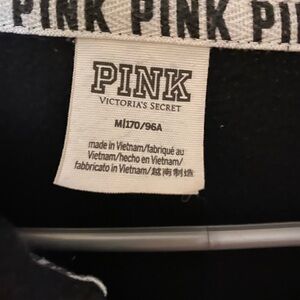 PINK PINK PI
PINK
VICTORIA'S SECRET
M|170/96A
made in Vietnam/fabriqué au
Vietnam/hecho en Vietnam/
fabbricato in Vietnam/越南制造